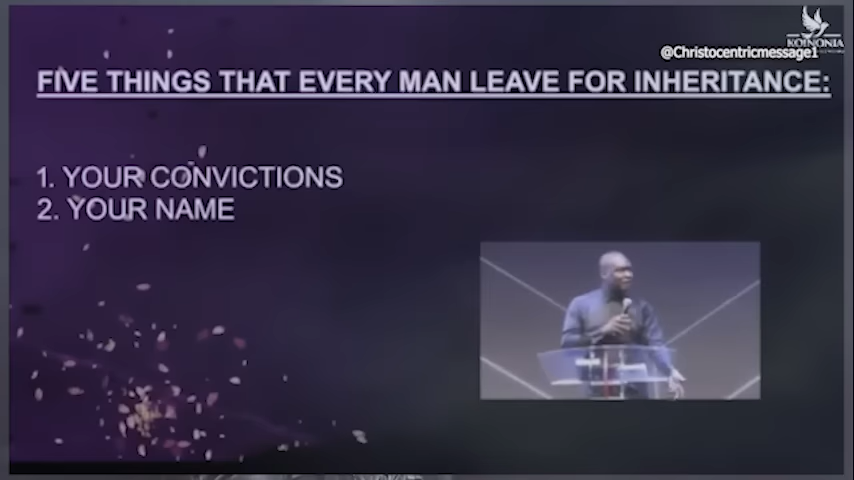 KOINONIA
@Christocentricmessage1
FIVE THINGS THAT EVERY MAN LEAVE FOR INHERITANCE:
1. YOUR CONVICTIONS
2. YOUR NAME